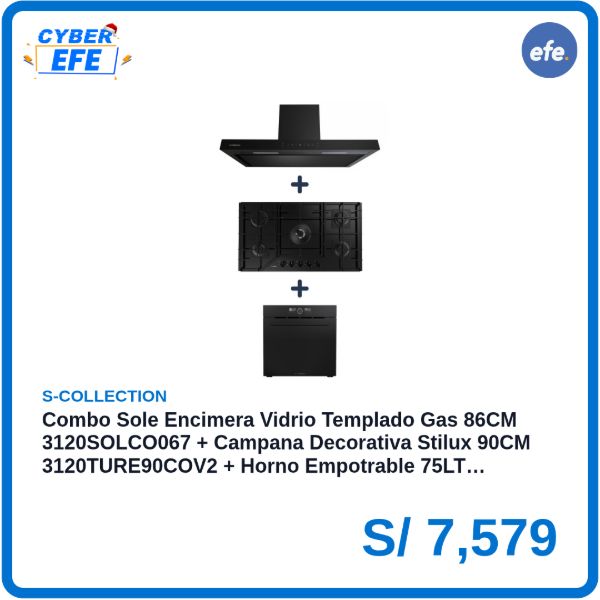 CYBER
EFE
efe.
S-COLLECTION
Combo Sole Encimera Vidrio Templado Gas 86CM
3120SOLCO067 + Campana Decorativa Stilux 90CM
3120TURE90COV2 + Horno Empotrable 75LT…
S/ 7,579